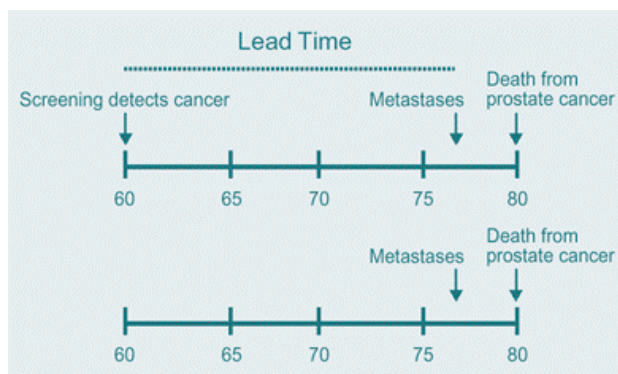 Lead Time
Death from
Screening detects cancer Metastases prostate cancer
60 65 70 75 80
Death from
Metastases prostate cancer
60 65 70 75 80